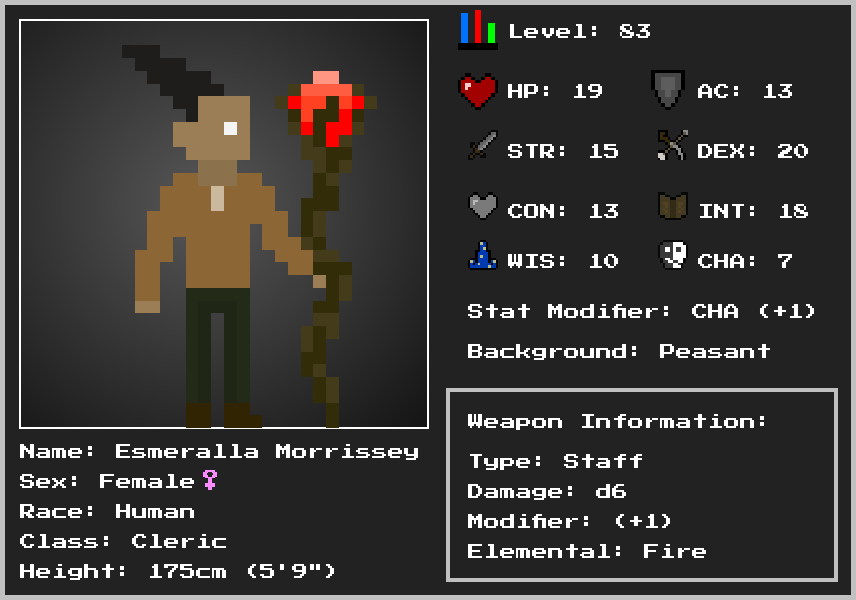 Level: 83
HP: 19
AC: 13
STR: 15
DEX: 20
CON: 13
INT: 18
WIS: 10
CHA: 7
Stat Modifier: CHA (+1)
Background: Peasant
Weapon Information:
Type: Staff
Damage: d6
Modifier: (+1)
Elemental: Fire
Name: Esmeralla Morrissey
Sex: Female♀
Race: Human
Class: Cleric
Height: 175cm (5'9")